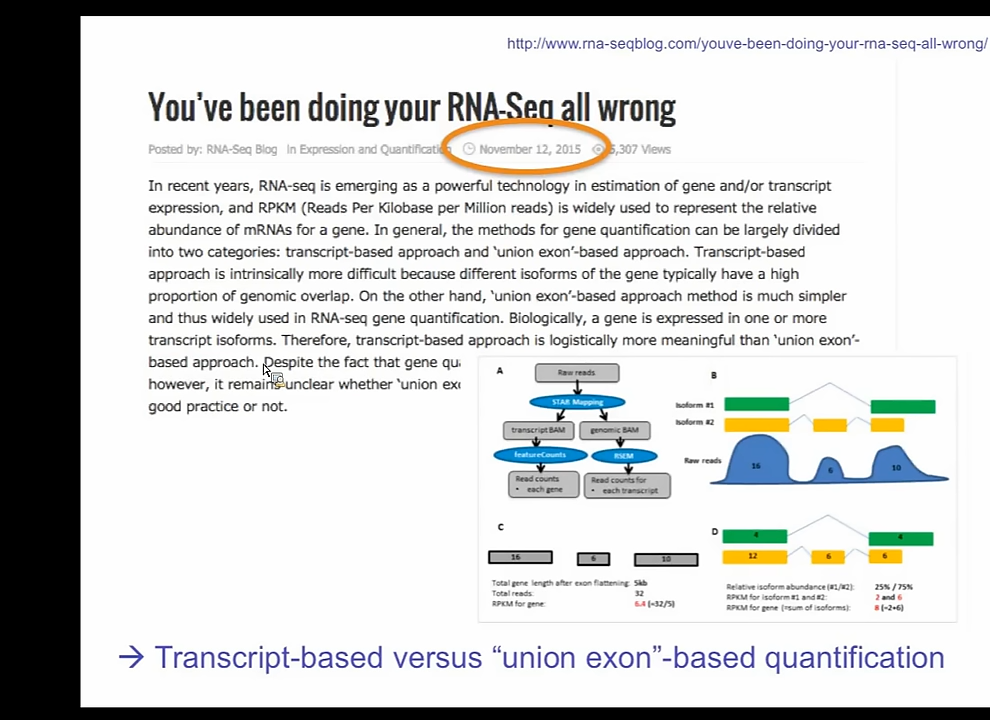 http://www.rna-seqblog.com/youve-been-doing-your-rna-seq-all-wrong/
You've been doing your RNA-Seq all wrong
Posted by: RNA-Seq Blog in Expression and Quantification November 12, 2015 5,307 Views
In recent years, RNA-seq is emerging as a powerful technology in estimation of gene and/or transcript
expression, and RPKM (Reads Per Kilobase per Million reads) is widely used to represent the relative
abundance of mRNAs for a gene. In general, the methods for gene quantification can be largely divided
into two categories: transcript-based approach and 'union exon'-based approach. Transcript-based
approach is intrinsically more difficult because different isoforms of the gene typically have a high
proportion of genomic overlap. On the other hand, 'union exon'-based approach method is much simpler
and thus widely used in RNA-seq gene quantification. Biologically, a gene is expressed in one or more
transcript isoforms. Therefore, transcript-based approach is logistically more meaningful than 'union exon'-
based approach. Despite the fact that gene qu
however, it remains unclear whether 'union ex
good practice or not.
A
Raw reads
STAR Mapping
transcript BAM genomic BAM
featureCounts RSEM
Read counts
• each gene
Read counts for
• each transcript
B
Isoform #1
Isoform #2
Raw reads
16 6 10
C
16 6 10
Total gene length after exon flattening: 5kb
Total reads: 32
RPKM for gene: 6.4 (=32/5)
D
4 4
12 6 6
Relative isoform abundance (#1/#2): 25% / 75%
RPKM for isoform #1 and #2: 2 and 6
RPKM for gene (=sum of isoforms): 8 (=2+6)
→ Transcript-based versus “union exon”-based quantification